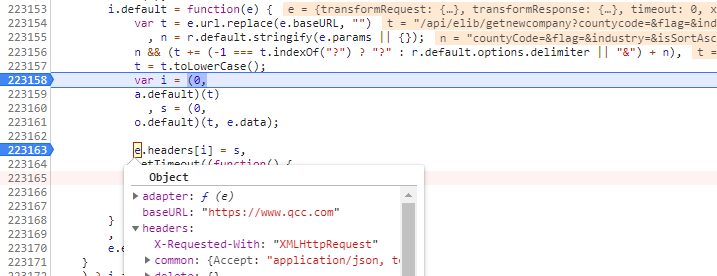 223153 i.default = function(e) { e = {transformRequest: {…}, transformResponse: {…}, timeout: 0, x
223154 var t = e.url.replace(e.baseURL, "") t = "/api/elib/getnewcompany?countycode=&flag=&ind
223155 , n = r.default.stringify(e.params || {}); n = "countyCode=&flag=&industry=&isSortAsc
223156 n && (t += (-1 === t.indexOf("?") ? "?" : r.default.options.delimiter || "&") + n), t =
223157 t = t.toLowerCase();
223158 var i = (0,
223159 a.default)(t)
223160 , s = (0,
223161 o.default)(t, e.data);
223162
223163 e.headers[i] = s,
223164 etTimeout((function() {
223165 Object
adapter: ƒ (e)
baseURL: "https://www.qcc.com"
223168 } headers:
223169 , X-Requested-With: "XMLHttpRequest"
223170 e.e common: {Accept: "application/json, t
223171 }